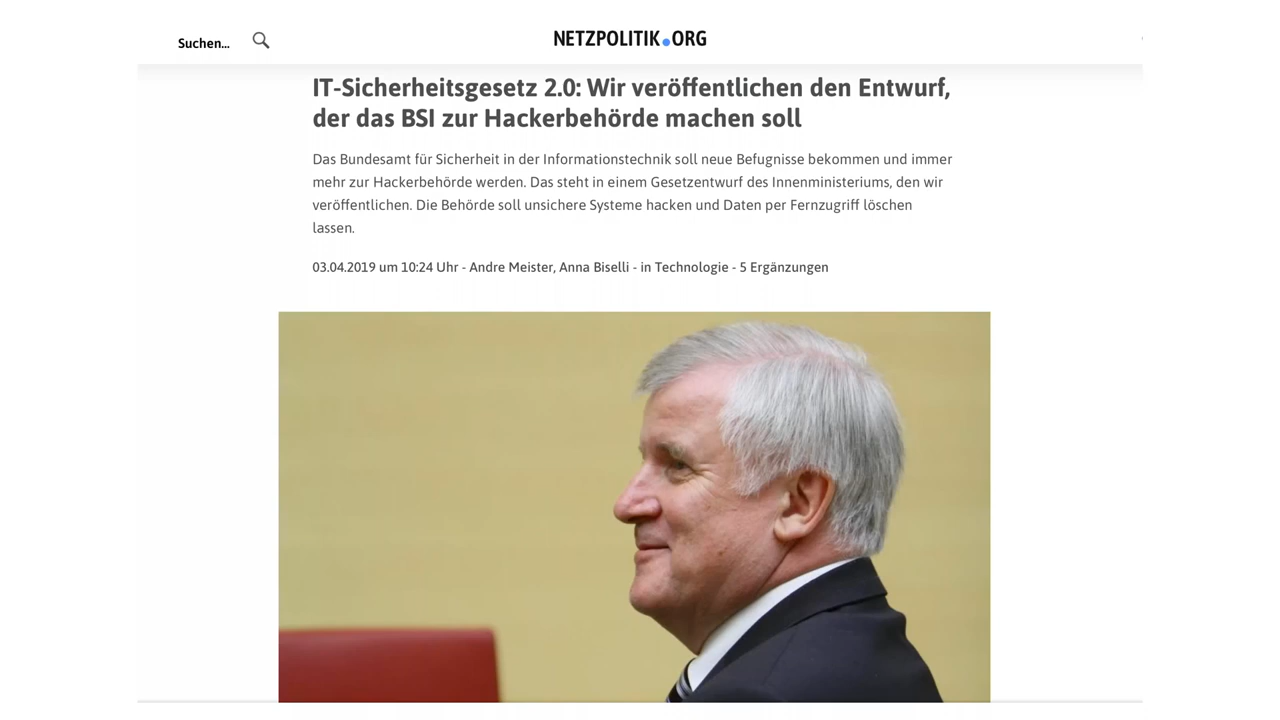 Suchen...
NETZPOLITIK.ORG
IT-Sicherheitsgesetz 2.0: Wir veröffentlichen den Entwurf,
der das BSI zur Hackerbehörde machen soll
Das Bundesamt für Sicherheit in der Informationstechnik soll neue Befugnisse bekommen und immer
mehr zur Hackerbehörde werden. Das steht in einem Gesetzentwurf des Innenministeriums, den wir
veröffentlichen. Die Behörde soll unsichere Systeme hacken und Daten per Fernzugriff löschen
lassen.
03.04.2019 um 10:24 Uhr - Andre Meister, Anna Biselli - in Technologie - 5 Ergänzungen